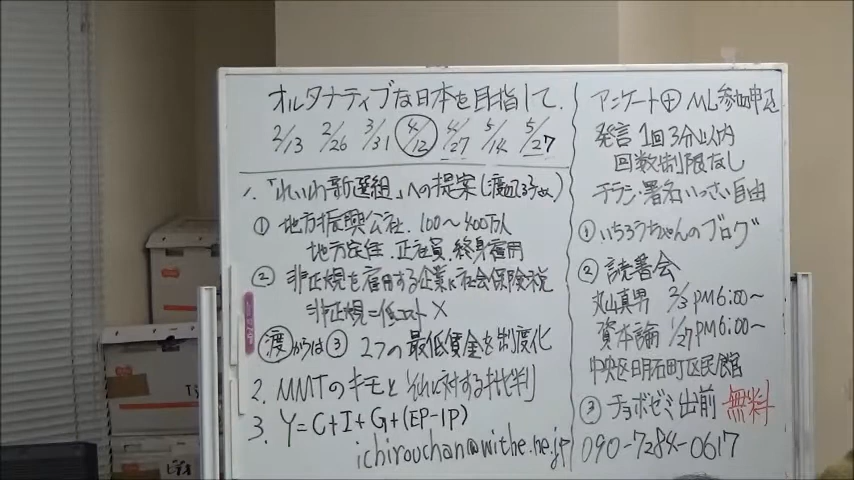 オルタナティブな日本を目指して.
2/13 2/26 3/31 4/12 4/27 5/14 5/27
1. 「れいわ新選組」への提案(渡辺
① 地方振興公社. 100〜400万人
地方定住. 正社員. 終身雇用
② 非正規を雇用する企業に社会保険税
非正規=低コスト ×
渡からは③ 2つの最低賃金を制度化
2. MMTのキモとそれに対する批判
3. Y=C+I+G+(EP-IP)
ichirouchan@withe.ne.jp
アンケート⊕ ML参加申込
発言 1回3分以内
回数制限なし
チラシ・署名いっさい自由
① いちろうちゃんのブログ
② 読書会
丸山真男 2/3 PM6:00〜
資本論 1/27 PM6:00〜
中央区明石町区民館
③ チョボゼミ出前 無料
090-7284-0617